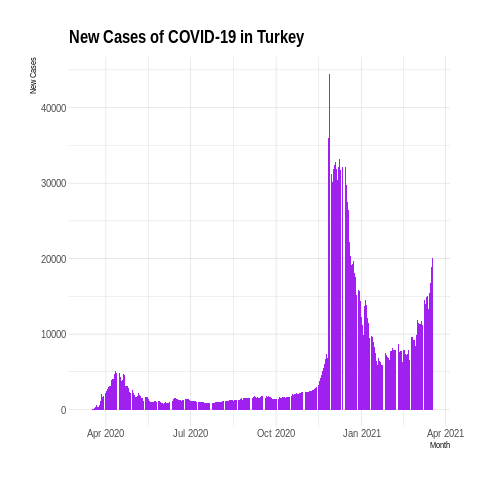 New Cases of COVID-19 in Turkey
New Cases
40000
30000
20000
10000
0
Apr 2020 Jul 2020 Oct 2020 Jan 2021 Apr 2021
Month